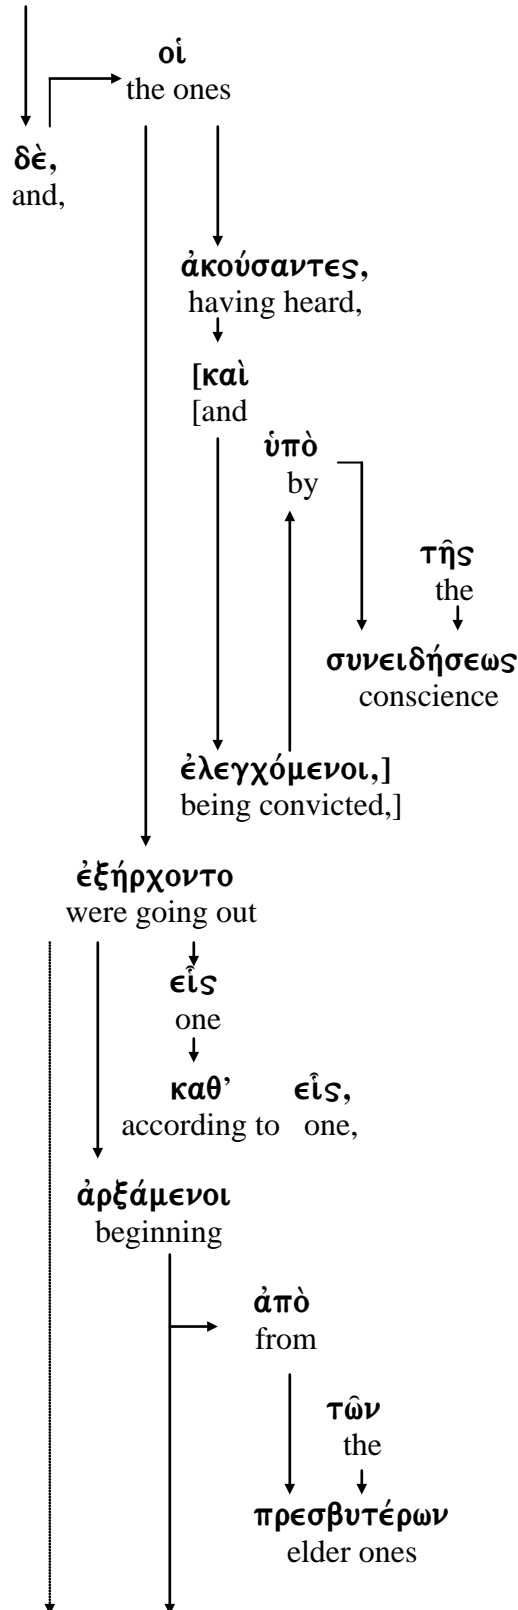 οἱ
the ones
δὲ,
and,
ἀκούσαντες,
having heard,
[καὶ
[and
ὑπὸ
by
τῆς
the
συνειδήσεως
conscience
ἐλεγχόμενοι,]
being convicted,]
ἐξήρχοντο
were going out
εἷς
one
καθ’ εἷς,
according to one,
ἀρξάμενοι
beginning
ἀπὸ
from
τῶν
the
πρεσβυτέρων
elder ones